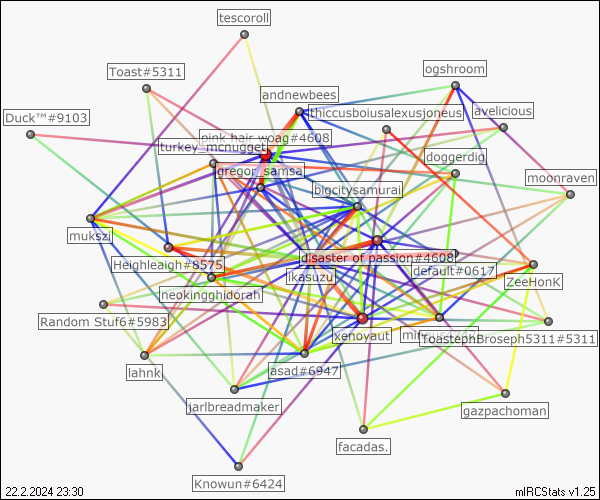 tescoroll
Toast#5311
ogshroom
andnewbees
Duck™#9103
thiccusboiusalexusjoneus
avelicious
pink hair woag#4608
turkey_mcnugget
doggerdig
gregor_samsa
moonraven
bigcitysamurai
mukszi
disaster of passion#4608
Heighleaigh#8575
default#0617
ikasuzu
ZeeHonK
neokingghidorah
Random Stuf6#5983
xenoyaut
ToastephBroseph5311#5311
lahnk
asad#6947
jarlbreadmaker
gazpachoman
facadas.
Knowun#6424
22.2.2024 23:30
mIRCStats v1.25